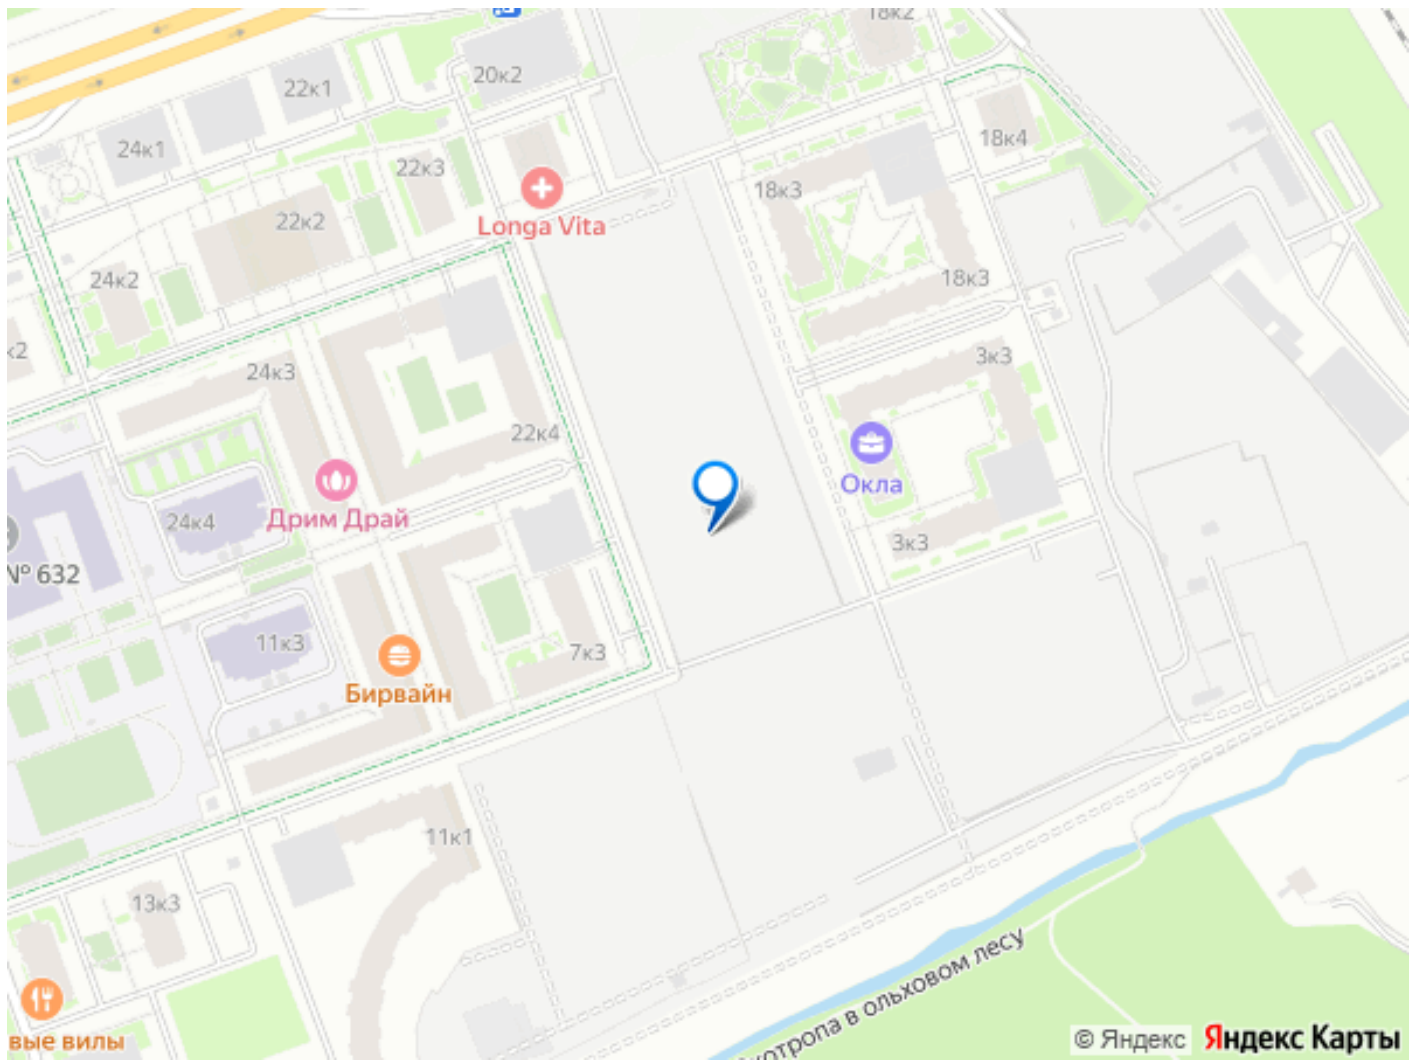 18к2
20к2
22к1
24к1
18к4
22к3
18к3
Longa Vita
22к2
24к2
18к3
к2
24к3
3к3
22к4
Окла
Дрим Драй
24к4
3к3
№ 632
11к3
7к3
Бирвайн
11к1
13к3
котропа в ольховом лесу
вые вилы
© Яндекс Яндекс Карты